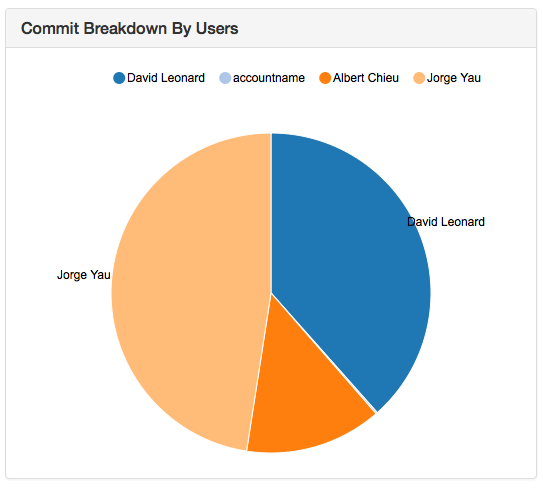 Commit Breakdown By Users
David Leonard accountname Albert Chieu Jorge Yau
David Leonard
Jorge Yau